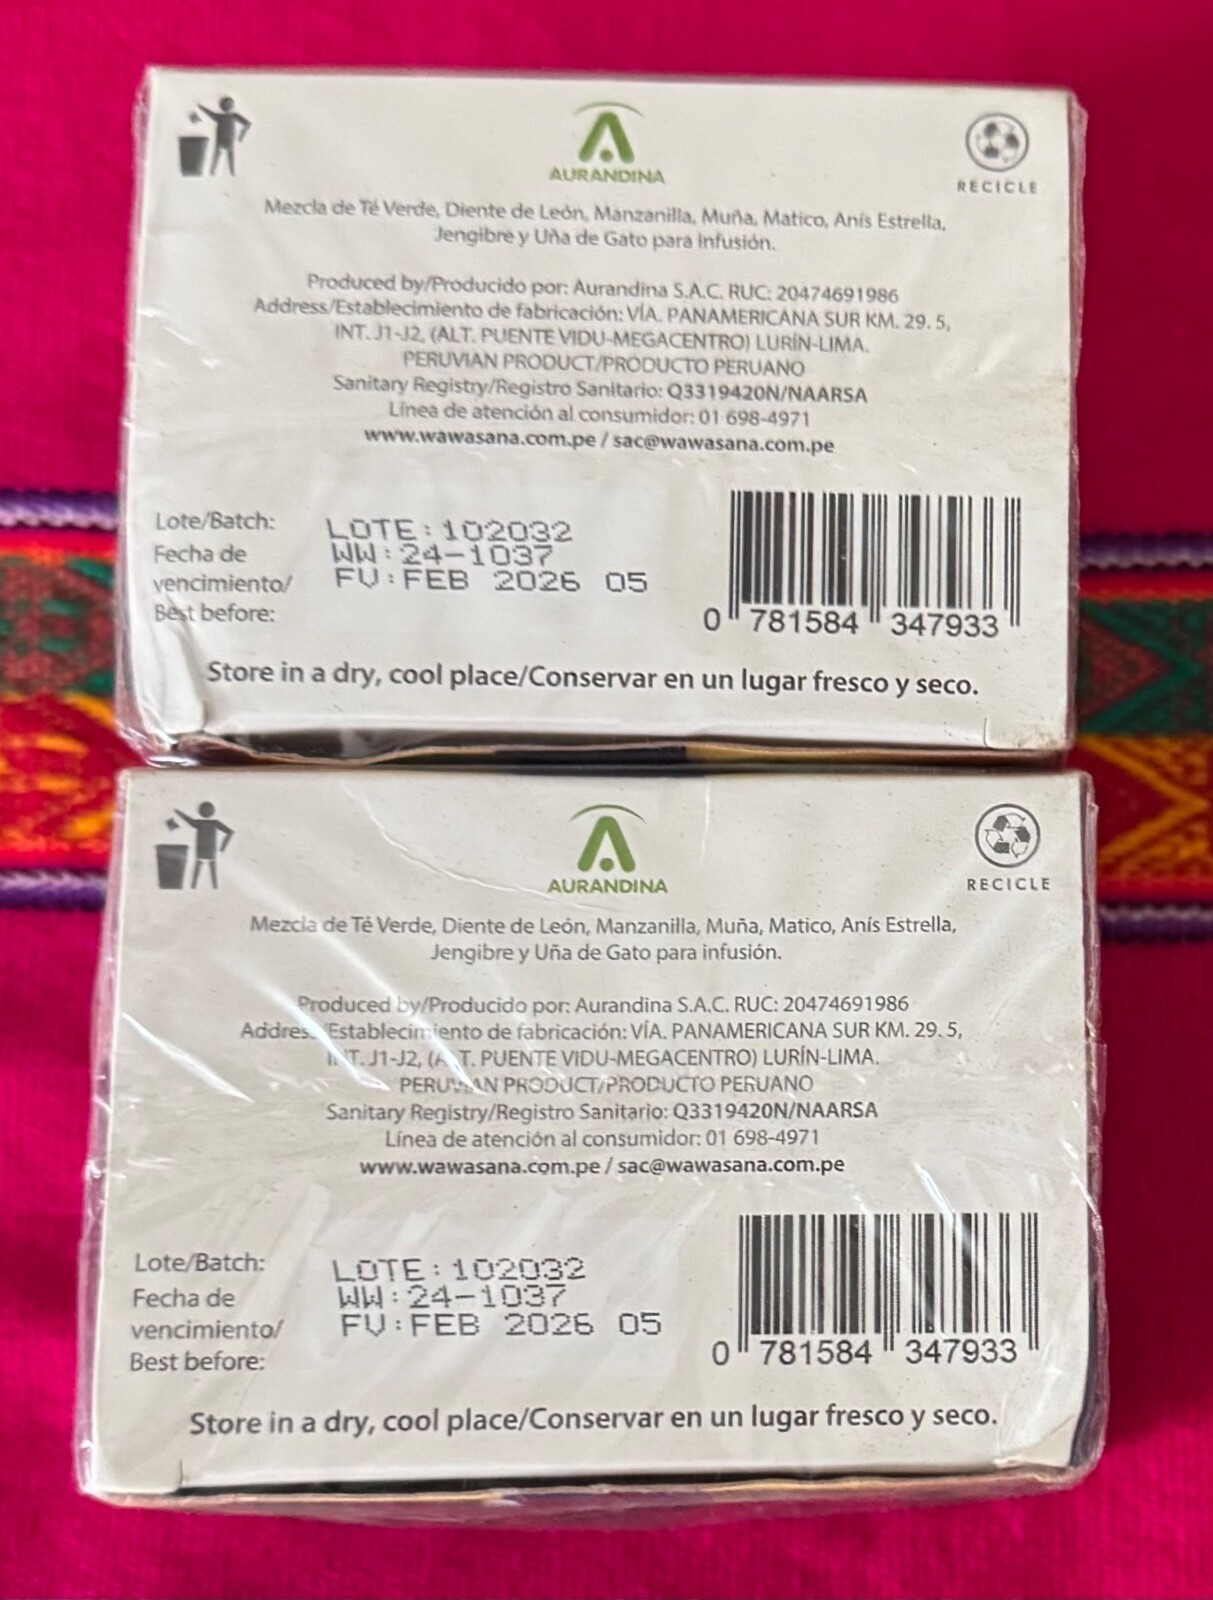 AURANDINA
RECICLE
Mezcla de Té Verde, Diente de León, Manzanilla, Muña, Matico, Anís Estrella,
Jengibre y Uña de Gato para infusión.
Produced by/Producido por: Aurandina S.A.C. RUC: 20474691986
Address/Establecimiento de fabricación: VÍA. PANAMERICANA SUR KM. 29. 5,
INT. J1-J2, (ALT. PUENTE VIDU-MEGACENTRO) LURÍN-LIMA.
PERUVIAN PRODUCT/PRODUCTO PERUANO
Sanitary Registry/Registro Sanitario: Q3319420N/NAARSA
Línea de atención al consumidor: 01 698-4971
www.wawasana.com.pe / sac@wawasana.com.pe
Lote/Batch:
Fecha de
vencimiento/
Best before:
LOTE:102032
WW:24-1037
FV:FEB 2026 05
0 781584 347933
Store in a dry, cool place/Conservar en un lugar fresco y seco.
AURANDINA
RECICLE
Mezcla de Té Verde, Diente de León, Manzanilla, Muña, Matico, Anís Estrella,
Jengibre y Uña de Gato para infusión.
Produced by/Producido por: Aurandina S.A.C. RUC: 20474691986
Address/Establecimiento de fabricación: VÍA. PANAMERICANA SUR KM. 29. 5,
INT. J1-J2, (ALT. PUENTE VIDU-MEGACENTRO) LURÍN-LIMA.
PERUVIAN PRODUCT/PRODUCTO PERUANO
Sanitary Registry/Registro Sanitario: Q3319420N/NAARSA
Línea de atención al consumidor: 01 698-4971
www.wawasana.com.pe / sac@wawasana.com.pe
Lote/Batch:
Fecha de
vencimiento/
Best before:
LOTE:102032
WW:24-1037
FV:FEB 2026 05
0 781584 347933
Store in a dry, cool place/Conservar en un lugar fresco y seco.